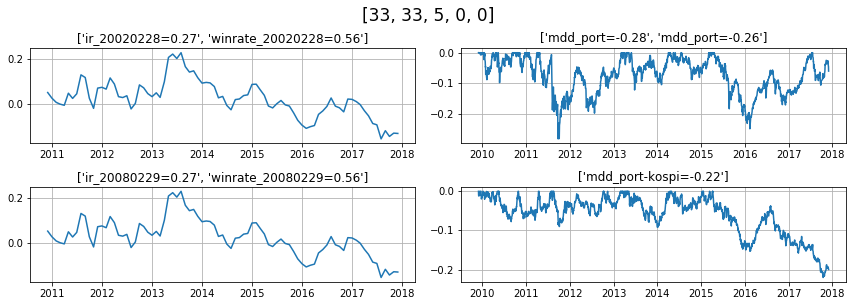 [33, 33, 5, 0, 0]
['ir_20020228=0.27', 'winrate_20020228=0.56']
0.2
0.0
2011 2012 2013 2014 2015 2016 2017 2018
['mdd_port=-0.28', 'mdd_port=-0.26']
0.0
−0.1
−0.2
2010 2011 2012 2013 2014 2015 2016 2017 2018
['ir_20080229=0.27', 'winrate_20080229=0.56']
0.2
0.0
2011 2012 2013 2014 2015 2016 2017 2018
['mdd_port-kospi=-0.22']
0.0
−0.1
−0.2
2010 2011 2012 2013 2014 2015 2016 2017 2018